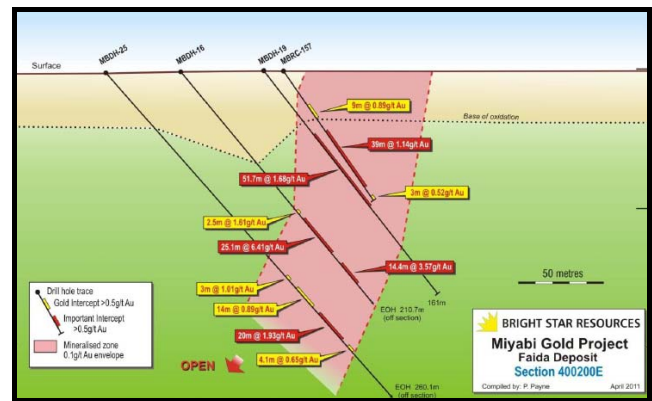 MBDH-25
MBDH-16
MBDH-19
MBRC-157
Surface
9m @ 0.89g/t Au
Base of oxidation
39m @ 1.14g/t Au
51.7m @ 1.68g/t Au
3m @ 0.52g/t Au
2.5m @ 1.61g/t Au
25.1m @ 6.41g/t Au
14.4m @ 3.57g/t Au
3m @ 1.01g/t Au
14m @ 0.89g/t Au
161m
50 metres
EOH 210.7m
(off section)
20m @ 1.93g/t Au
4.1m @ 0.65g/t Au
OPEN
EOH 260.1m
(off section)
Drill hole trace
Gold Intercept >0.5g/t Au
Important Intercept
>0.5g/t Au
Mineralised zone
0.1g/t Au envelope
BRIGHT STAR RESOURCES
Miyabi Gold Project
Faida Deposit
Section 400200E
Compiled by: P. Payne
April 2011